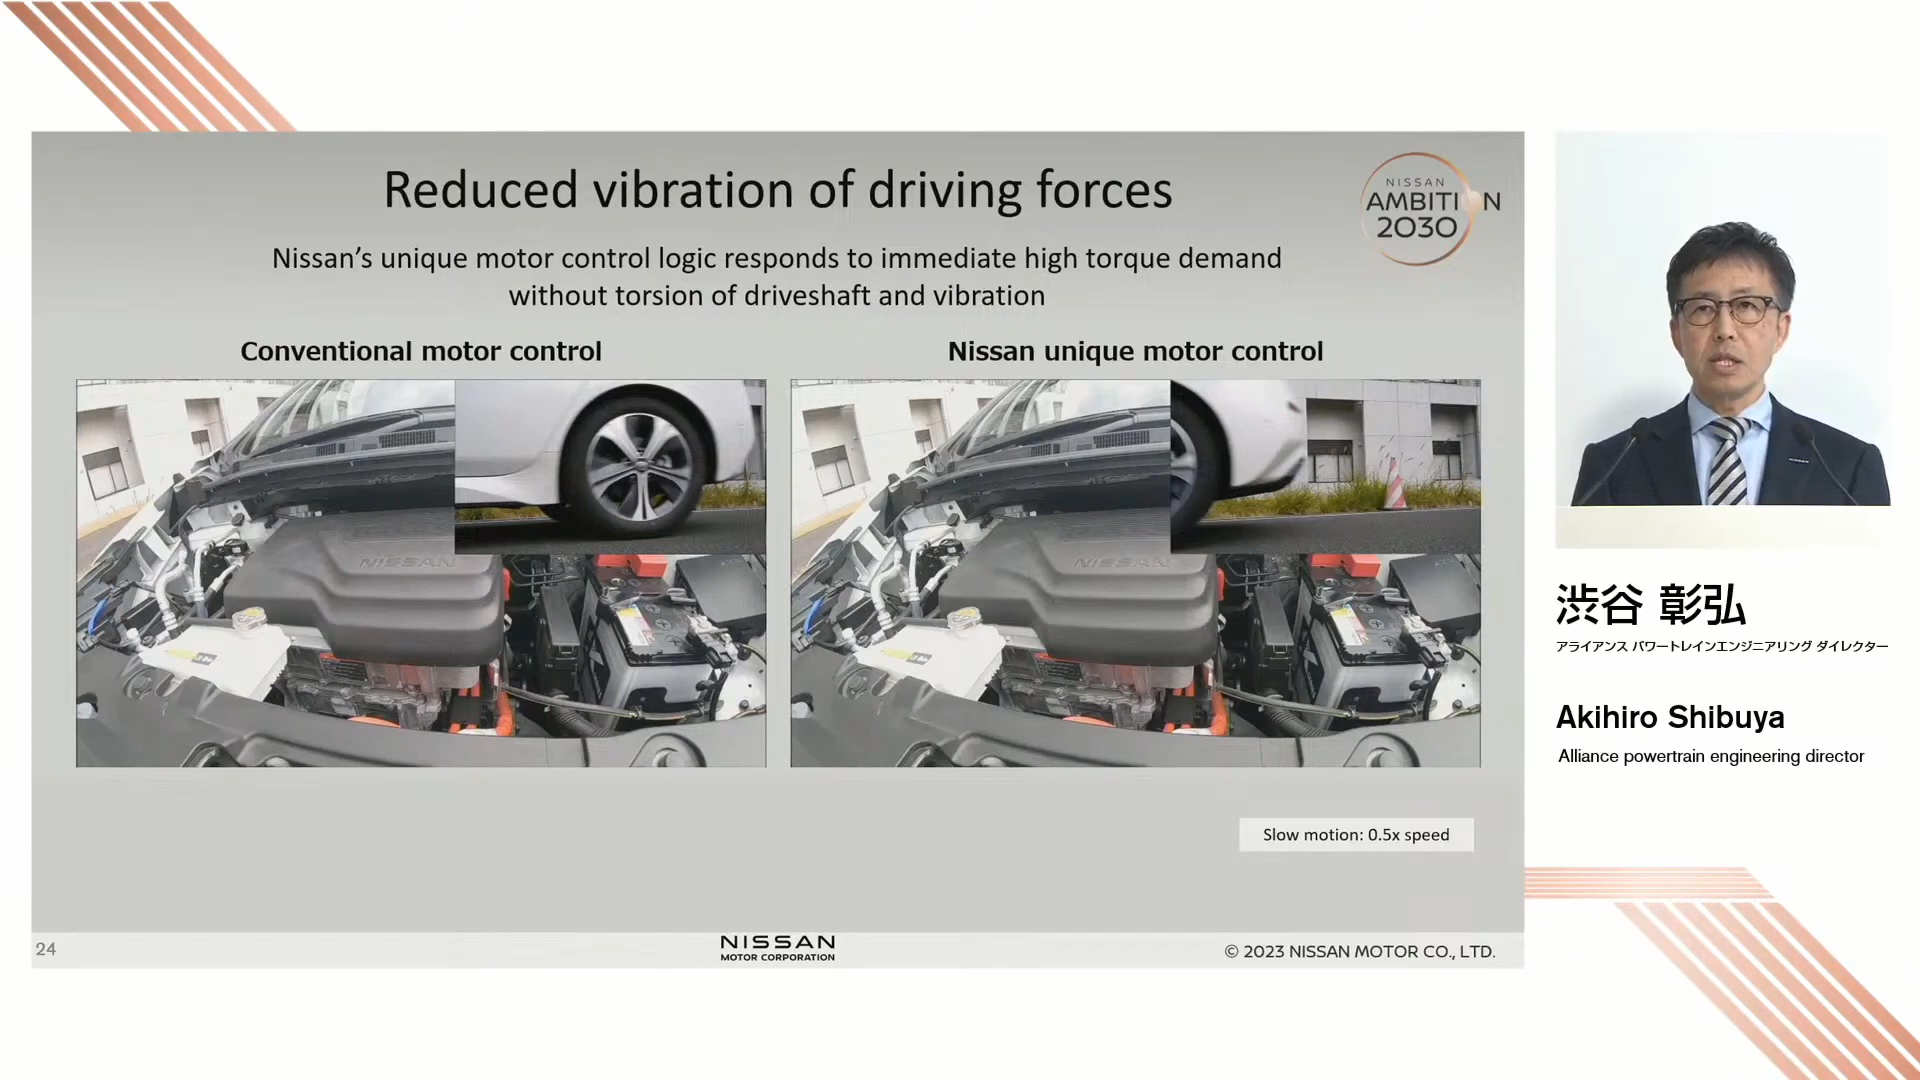 Reduced vibration of driving forces
NISSAN
AMBITION
2030
Nissan’s unique motor control logic responds to immediate high torque demand
without torsion of driveshaft and vibration
Conventional motor control
Nissan unique motor control
NISSAN
NISSAN
Slow motion: 0.5x speed
24
NISSAN
MOTOR CORPORATION
© 2023 NISSAN MOTOR CO., LTD.
渋谷 彰弘
アライアンス パワートレインエンジニアリング ダイレクター
Akihiro Shibuya
Alliance powertrain engineering director